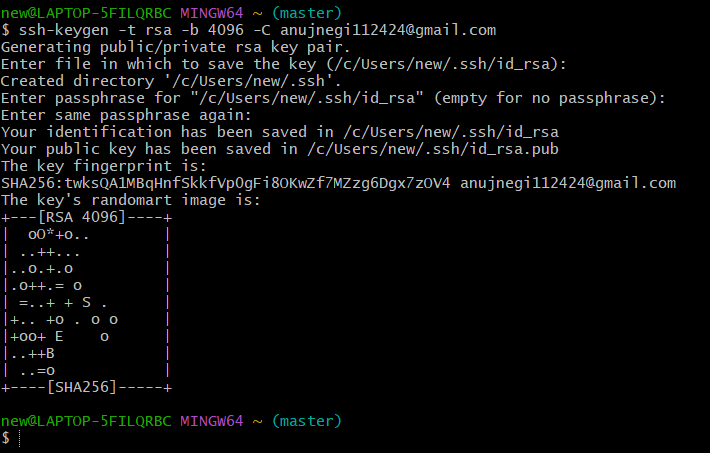 new@LAPTOP-5FILQRBC MINGW64 ~ (master)
$ ssh-keygen -t rsa -b 4096 -C anujnegi112424@gmail.com
Generating public/private rsa key pair.
Enter file in which to save the key (/c/Users/new/.ssh/id_rsa):
Created directory '/c/Users/new/.ssh'.
Enter passphrase for "/c/Users/new/.ssh/id_rsa" (empty for no passphrase):
Enter same passphrase again:
Your identification has been saved in /c/Users/new/.ssh/id_rsa
Your public key has been saved in /c/Users/new/.ssh/id_rsa.pub
The key fingerprint is:
SHA256:twksQA1MBqHnfSkkfVp0gFi8OKwZf7MZzg6Dgx7zOV4 anujnegi112424@gmail.com
The key's randomart image is:
+---[RSA 4096]----+
|  oO*+o..        |
| ..++...         |
|..o.+.o          |
|.o++.= o         |
| =..+ + S .      |
|+.. +o . o o     |
|+oo+ E    o      |
|..++B            |
| ..=o            |
+----[SHA256]-----+
new@LAPTOP-5FILQRBC MINGW64 ~ (master)
$